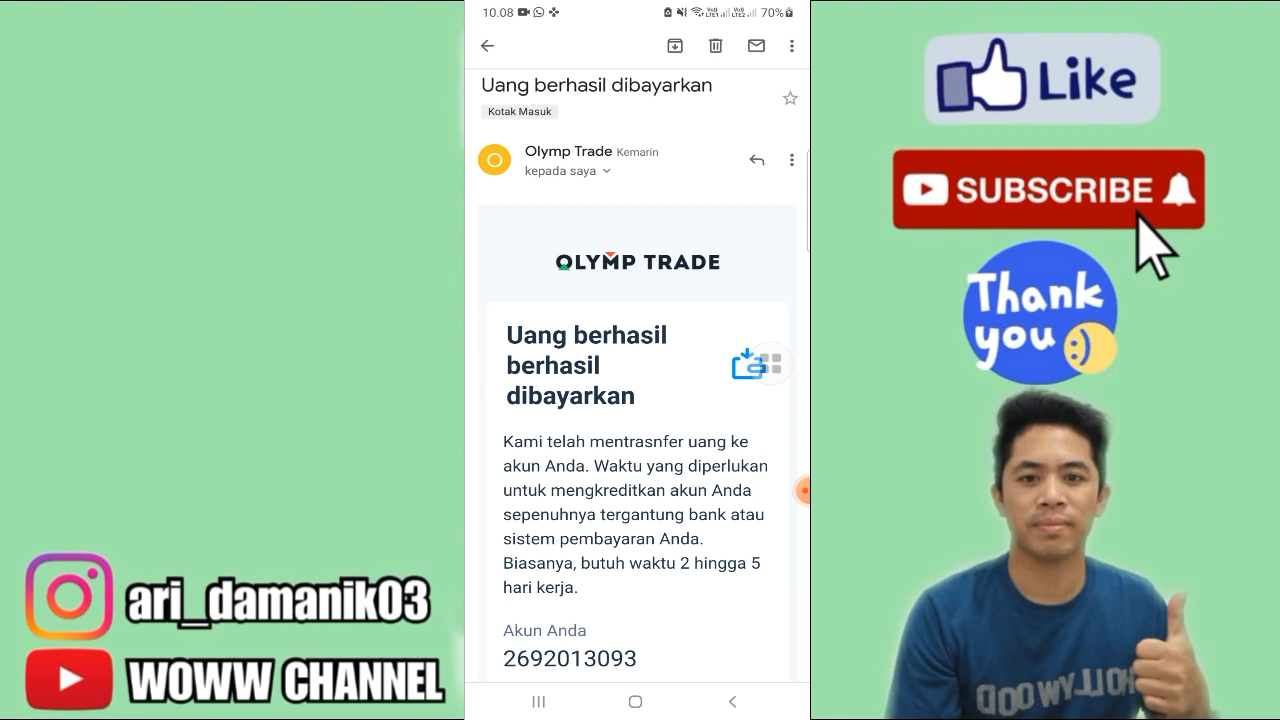 10.08
70%
Uang berhasil dibayarkan
Kotak Masuk
Olymp Trade Kemarin
kepada saya
OLYMP TRADE
Uang berhasil
berhasil
dibayarkan
Kami telah mentrasnfer uang ke
akun Anda. Waktu yang diperlukan
untuk mengkreditkan akun Anda
sepenuhnya tergantung bank atau
sistem pembayaran Anda.
Biasanya, butuh waktu 2 hingga 5
hari kerja.
Akun Anda
2692013093
ari_damanik03
WOWW CHANNEL
Like
SUBSCRIBE
Thank
you